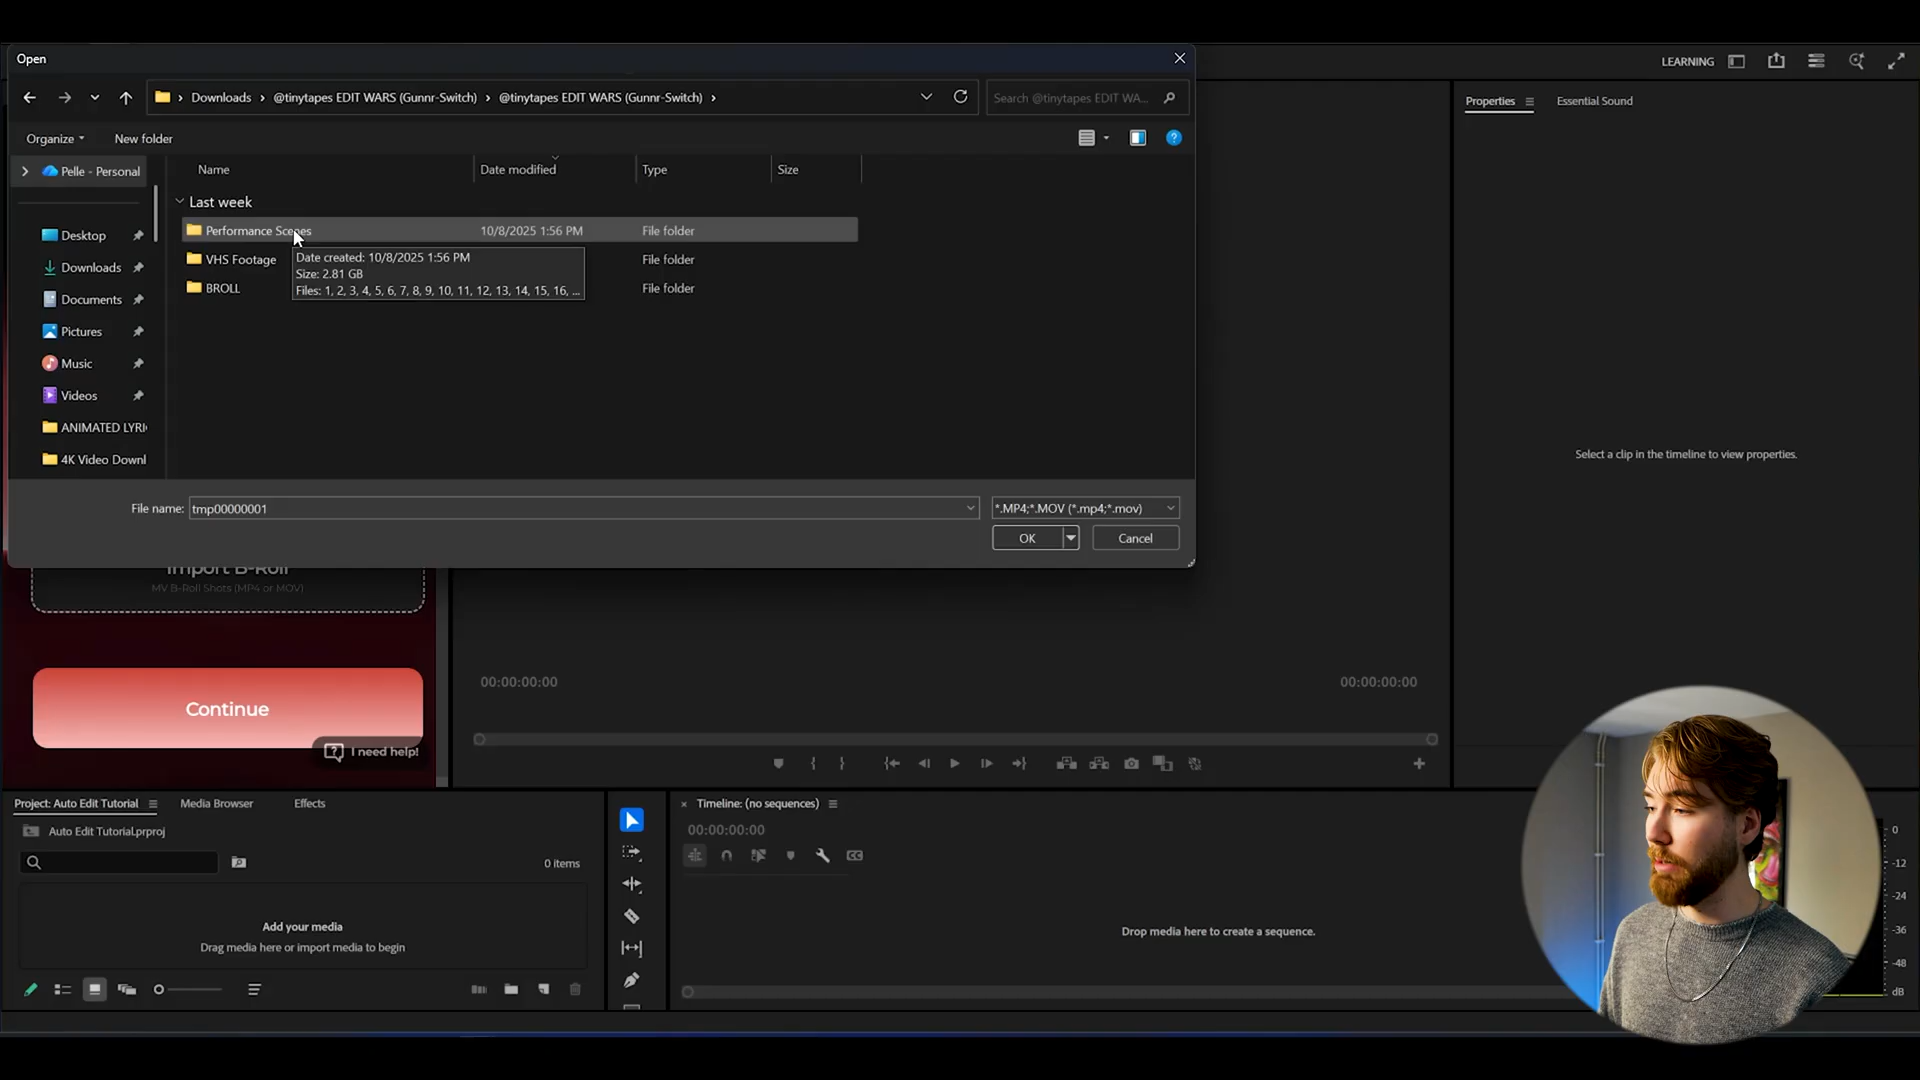 Open
LEARNING
Downloads
@tinytapes EDIT WARS (Gunnr-Switch)
@tinytapes EDIT WARS (Gunnr-Switch)
Search @tinytapes EDIT WA...
Properties
Essential Sound
Organize
New folder
Name
Date modified
Type
Size
Pelle - Personal
Last week
Performance Scenes
10/8/2025 1:56 PM
File folder
VHS Footage
File folder
BROLL
File folder
Date created: 10/8/2025 1:56 PM
Size: 2.81 GB
Files: 1, 2, 3, 4, 5, 6, 7, 8, 9, 10, 11, 12, 13, 14, 15, 16, ...
Desktop
Downloads
Documents
Pictures
Music
Videos
ANIMATED LYRI
4K Video Downl
Select a clip in the timeline to view properties.
File name:
tmp00000001
*.MP4;*.MOV (*.mp4;*.mov)
OK
Cancel
Import B-Roll
MV B-Roll Shots (MP4 or MOV)
Continue
I need help!
00:00:00:00
00:00:00:00
Project: Auto Edit Tutorial
Media Browser
Effects
Auto Edit Tutorial.prproj
0 items
Add your media
Drag media here or import media to begin
Timeline: (no sequences)
00:00:00:00
Drop media here to create a sequence.
0
-12
-24
-36
-48
dB